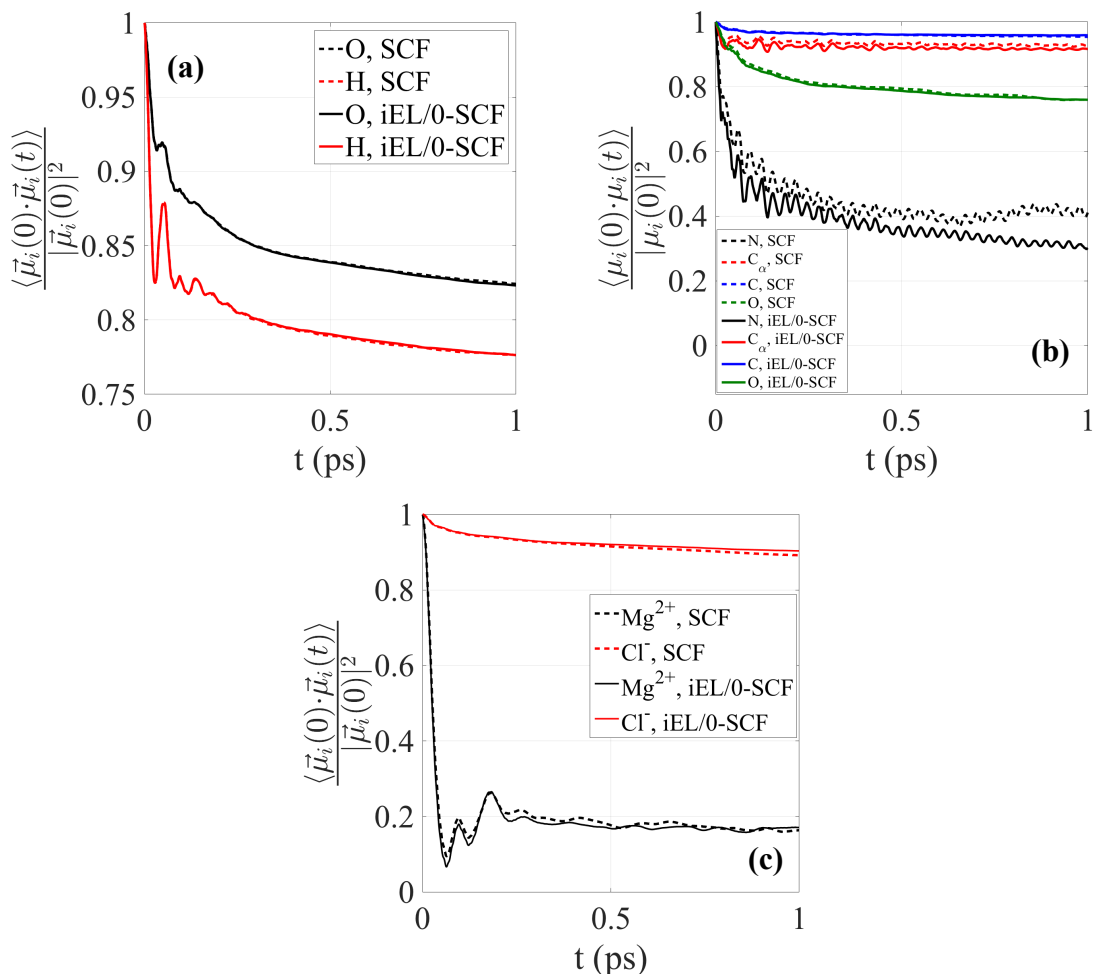 1
0.95
0.9
0.85
0.8
0.75
0
0.5
1
t (ps)
⟨μ⃗ᵢ(0)·μ⃗ᵢ(t)⟩
|μ⃗ᵢ(0)|²
(a)
O, SCF
H, SCF
O, iEL/0-SCF
H, iEL/0-SCF
1
0.8
0.6
0.4
0.2
0
0
0.5
1
t (ps)
⟨μᵢ(0)·μᵢ(t)⟩
|μᵢ(0)|²
N, SCF
C_α, SCF
C, SCF
O, SCF
N, iEL/0-SCF
C_α, iEL/0-SCF
C, iEL/0-SCF
O, iEL/0-SCF
(b)
1
0.8
0.6
0.4
0.2
0
0
0.5
1
t (ps)
⟨μ⃗ᵢ(0)·μ⃗ᵢ(t)⟩
|μ⃗ᵢ(0)|²
Mg²⁺, SCF
Cl⁻, SCF
Mg²⁺, iEL/0-SCF
Cl⁻, iEL/0-SCF
(c)